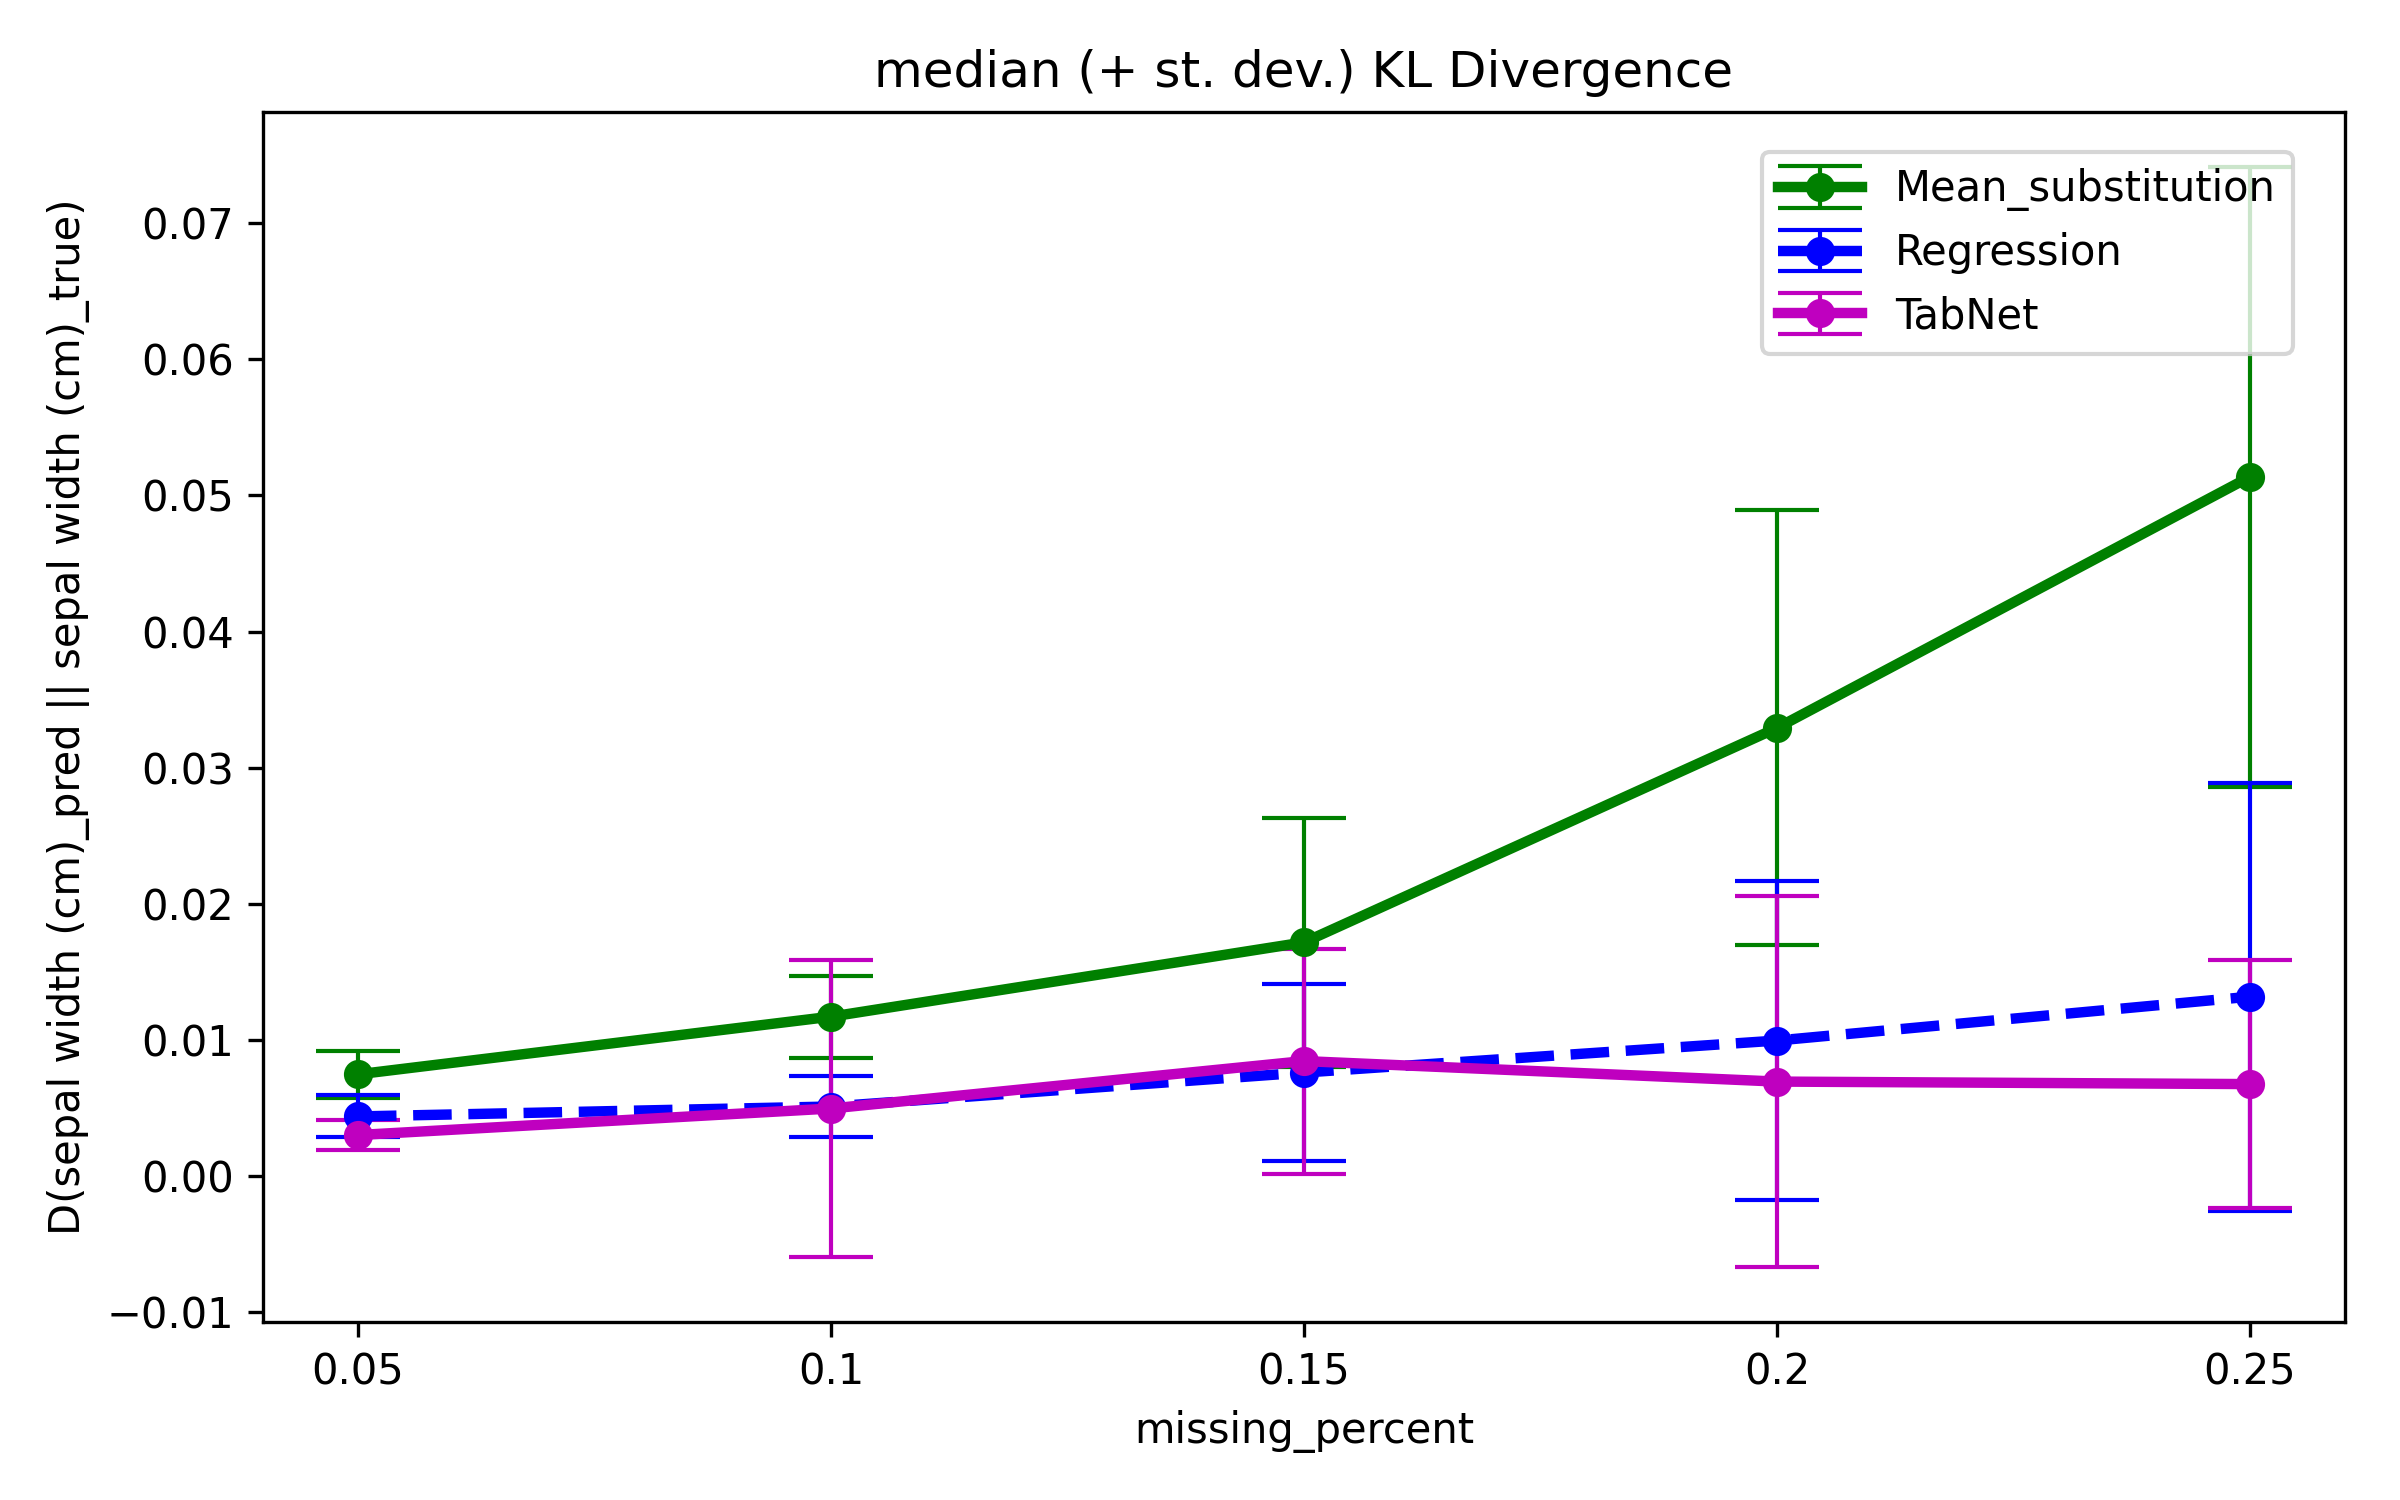 median (+ st. dev.) KL Divergence
Mean_substitution
Regression
TabNet
D(sepal width (cm)_pred || sepal width (cm)_true)
0.07
0.06
0.05
0.04
0.03
0.02
0.01
0.00
−0.01
0.05 0.1 0.15 0.2 0.25
missing_percent